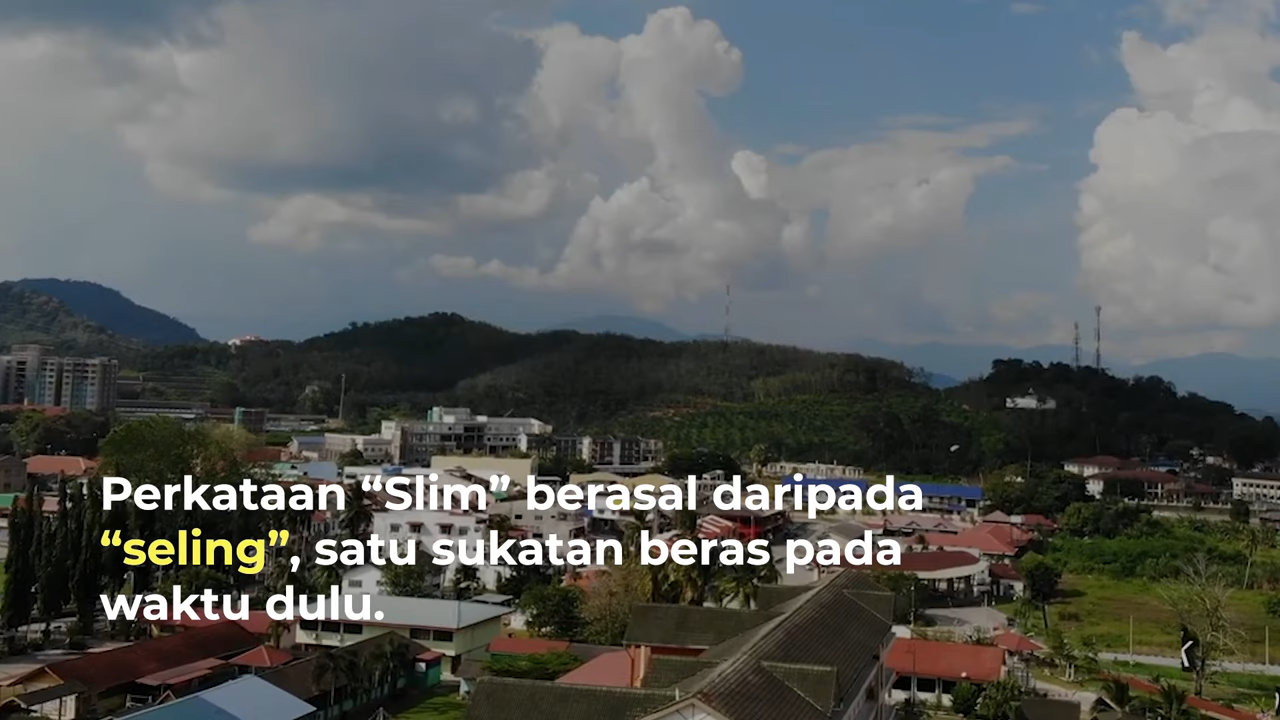 Perkataan “Slim” berasal daripada
“seling”, satu sukatan beras pada
waktu dulu.